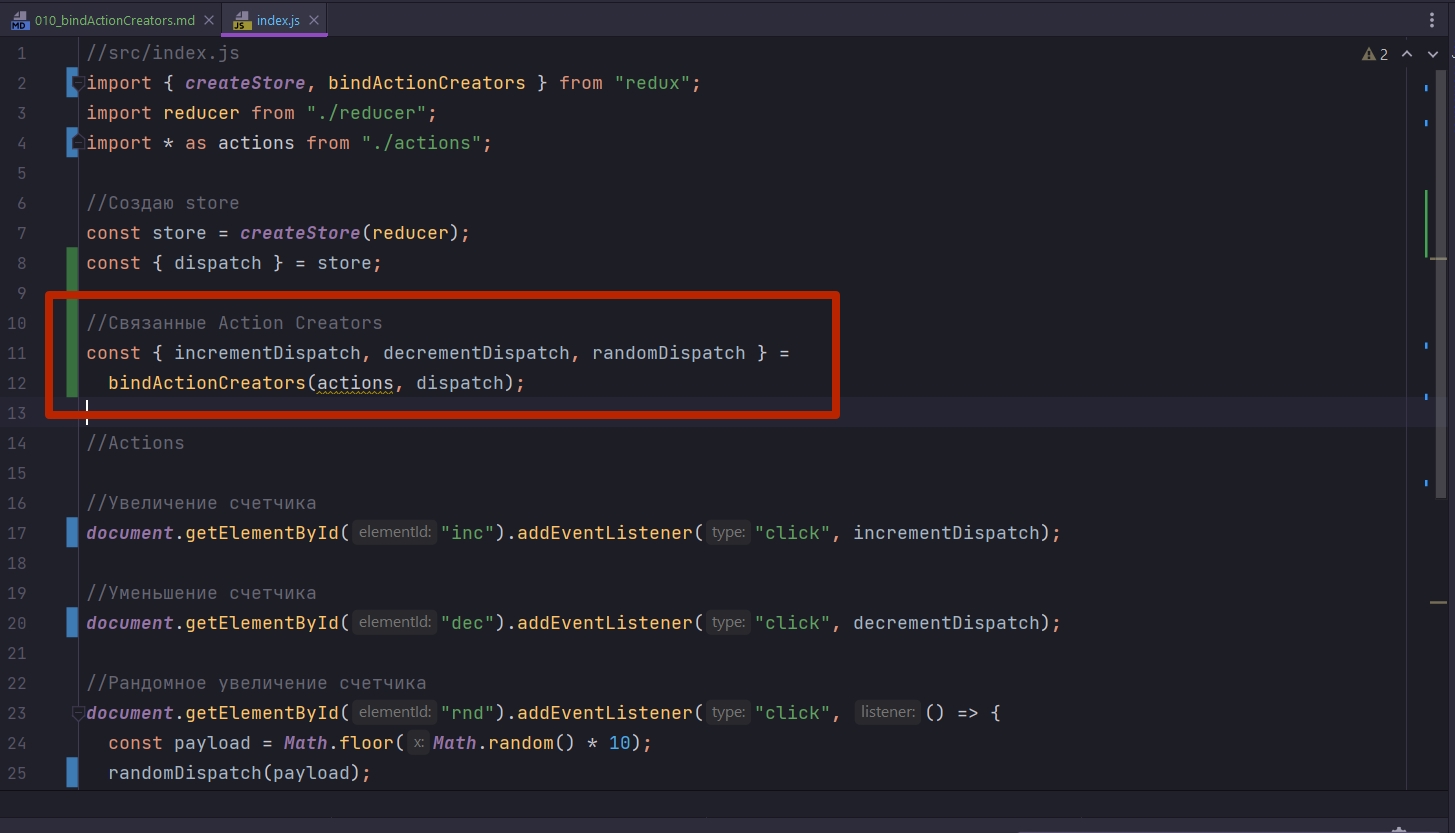 MD 010_bindActionCreators.md JS index.js
1 //src/index.js 2
2 import { createStore, bindActionCreators } from "redux";
3 import reducer from "./reducer";
4 import * as actions from "./actions";
5
6 //Создаю store
7 const store = createStore(reducer);
8 const { dispatch } = store;
9
10 //Связанные Action Creators
11 const { incrementDispatch, decrementDispatch, randomDispatch } =
12 bindActionCreators(actions, dispatch);
13
14 //Actions
15
16 //Увеличение счетчика
17 document.getElementById( elementId: "inc").addEventListener( type: "click", incrementDispatch);
18
19 //Уменьшение счетчика
20 document.getElementById( elementId: "dec").addEventListener( type: "click", decrementDispatch);
21
22 //Рандомное увеличение счетчика
23 document.getElementById( elementId: "rnd").addEventListener( type: "click", listener: () => {
24 const payload = Math.floor( x: Math.random() * 10);
25 randomDispatch(payload);